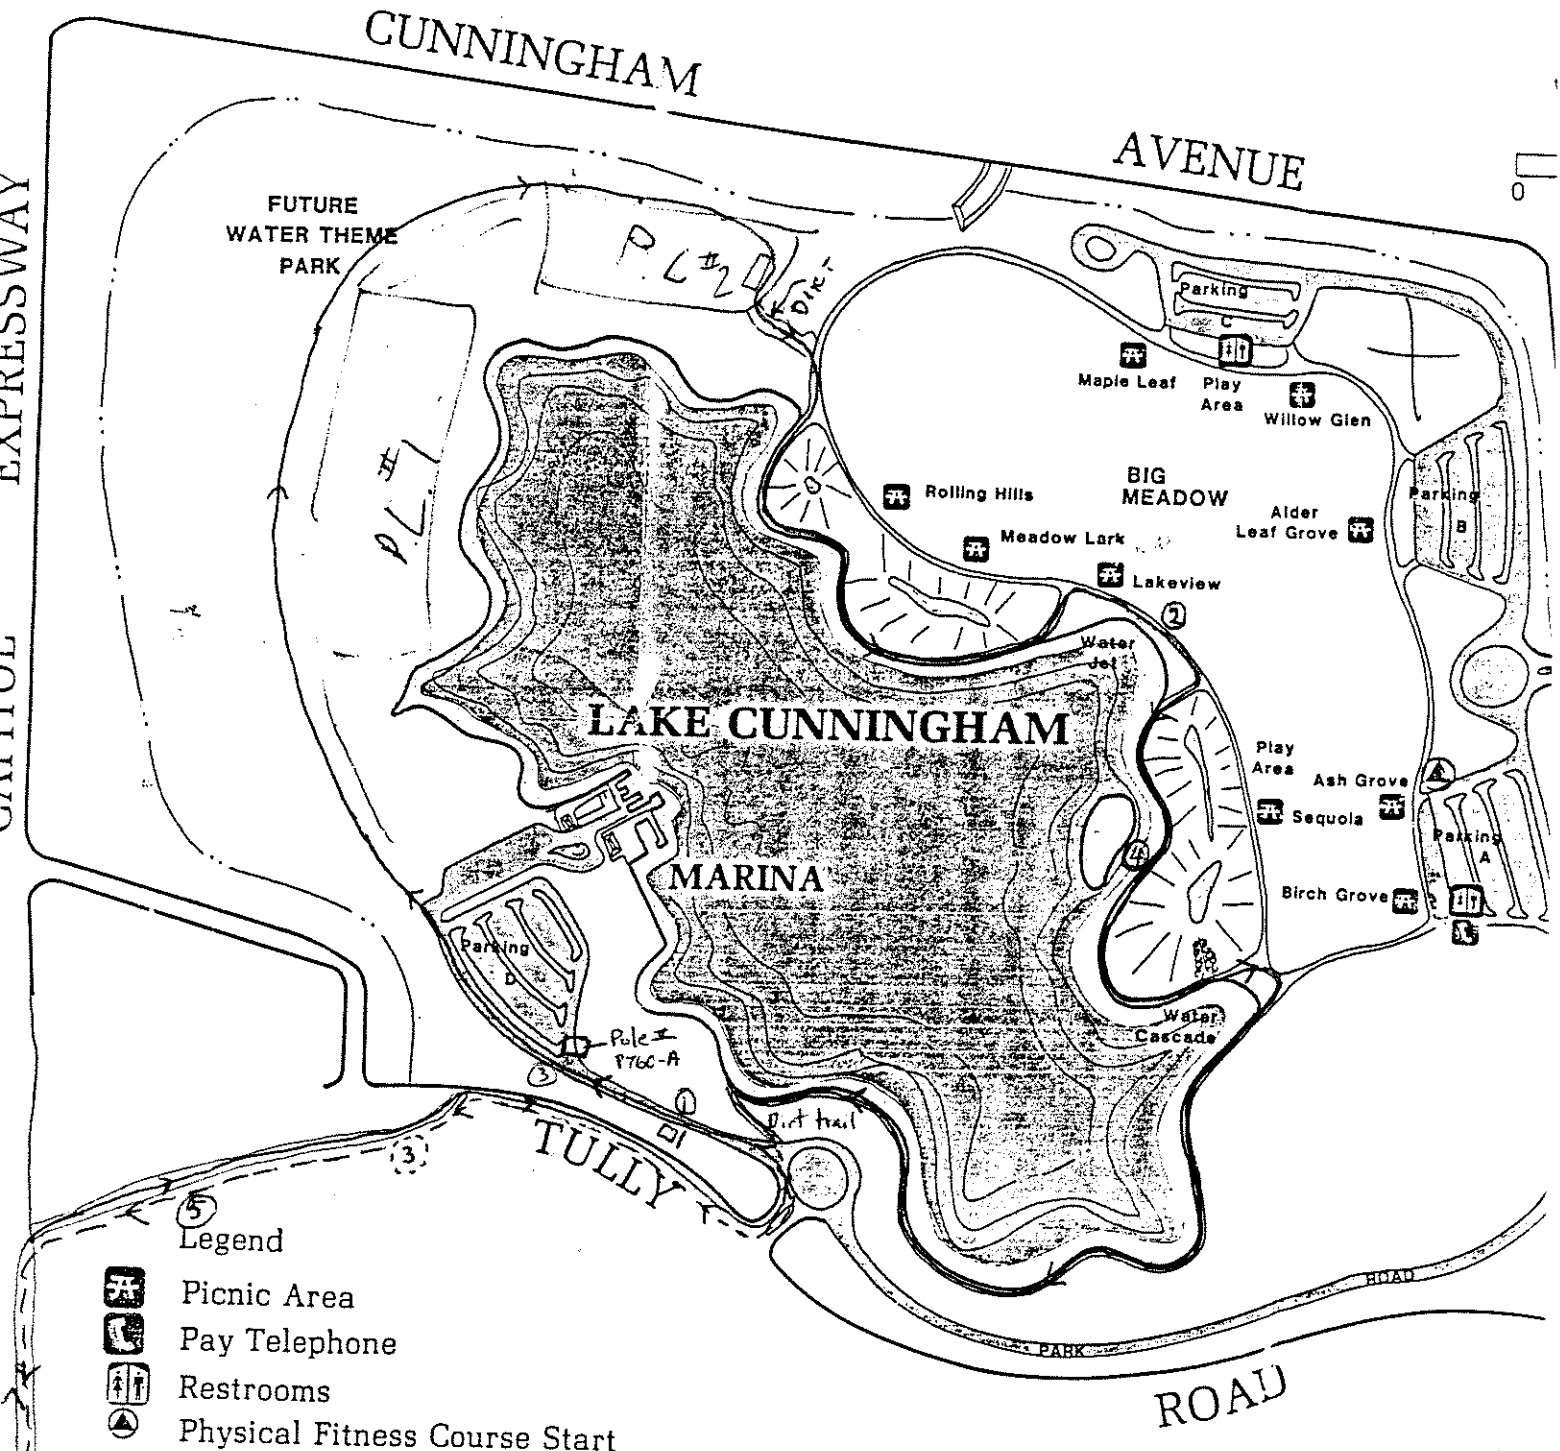 CUNNINGHAM
AVENUE
EXPRESSWAY
CAPITOL
0
FUTURE
WATER THEME
PARK
P. L #2
P. L. #1
Parking
C
Maple Leaf
Play
Area
Willow Glen
Rolling Hills
BIG
MEADOW
Meadow Lark
Alder
Leaf Grove
Parking
B
Lakeview
2
Water
Jet
LAKE CUNNINGHAM
Play
Area
Ash Grove
Sequoia
Parking
A
4
MARINA
Birch Grove
Parking
D
Water
Cascade
P760-A
3
1
Dirt trail
TULLY
3
5
ROAD
PARK
ROAD
Legend
Picnic Area
Pay Telephone
Restrooms
Physical Fitness Course Start